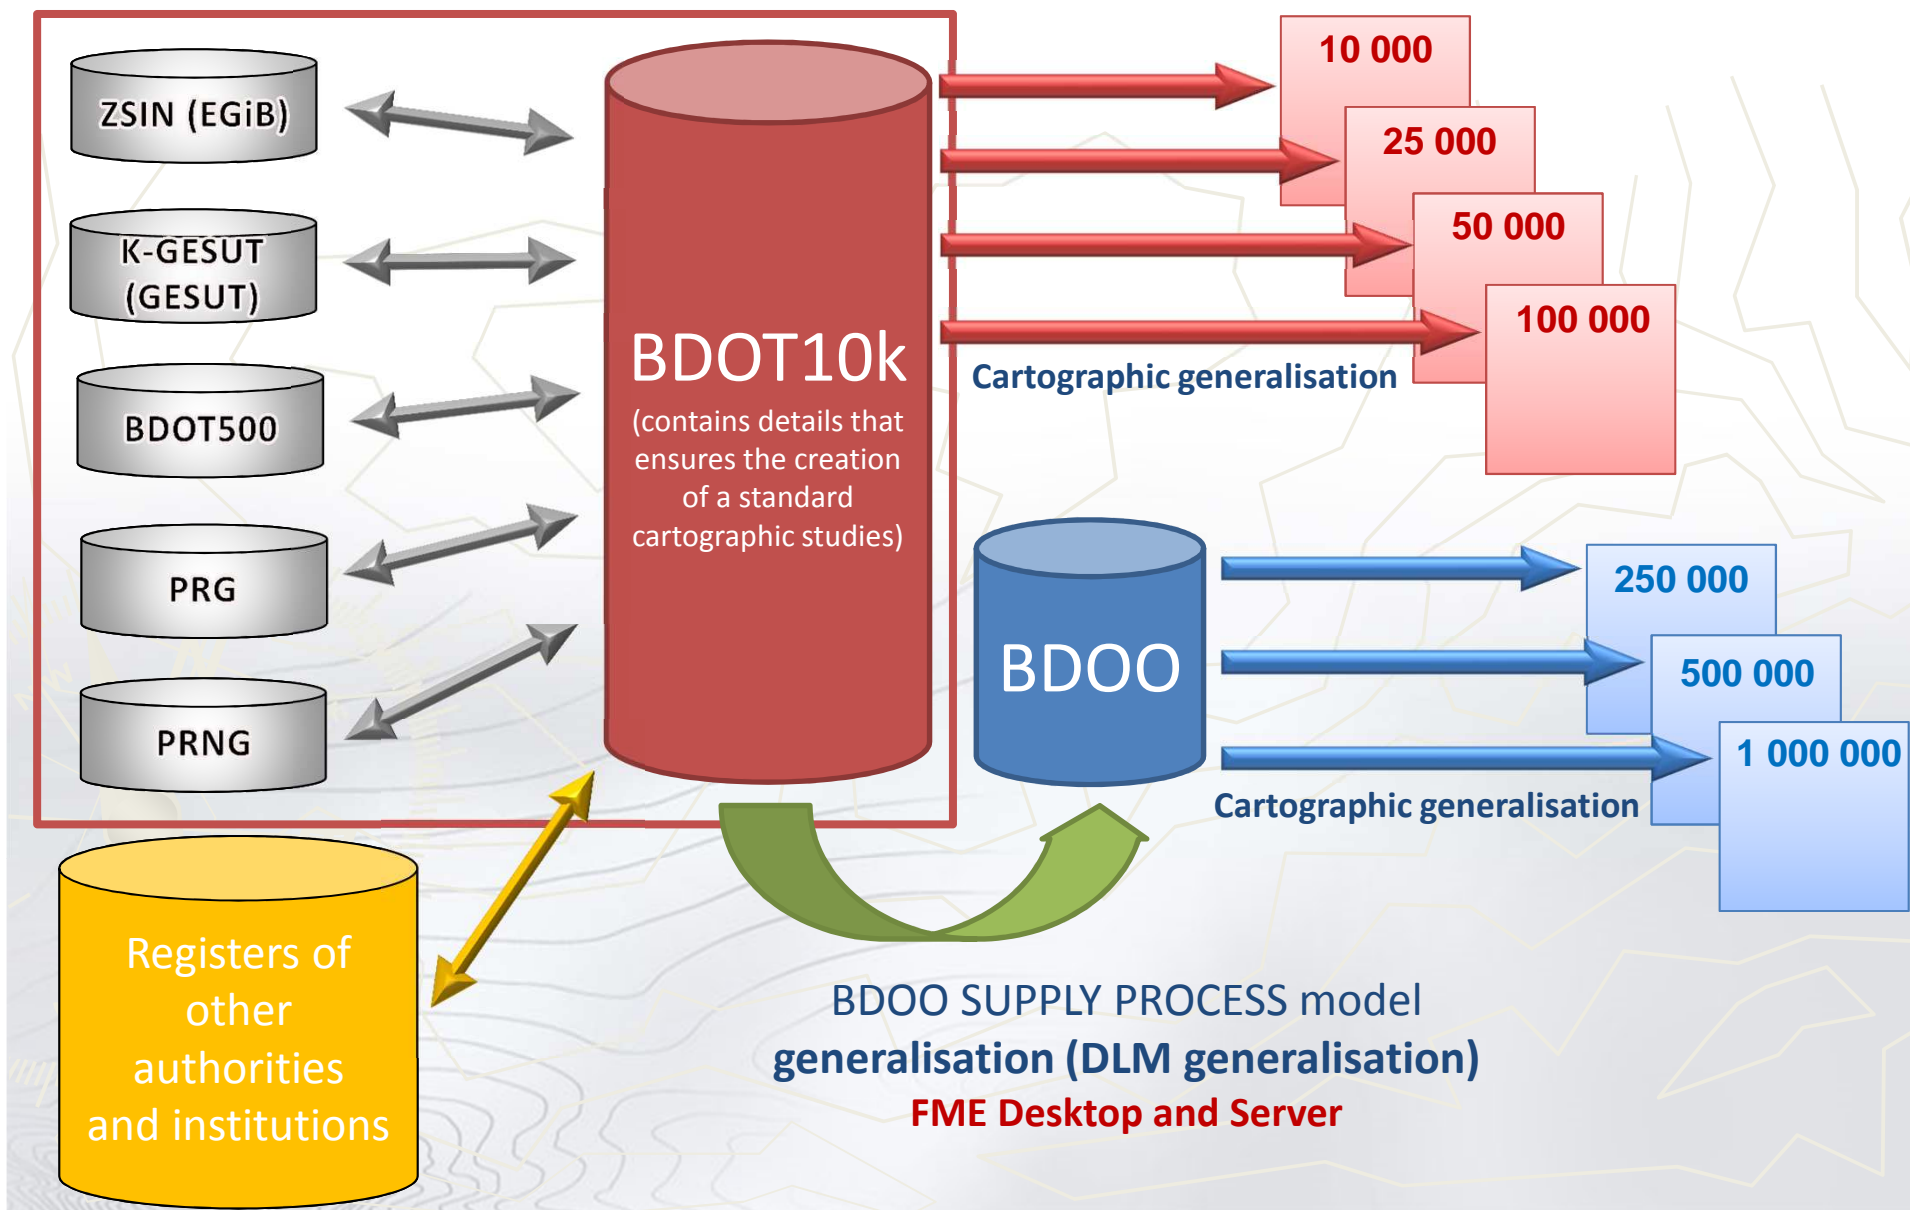 ZSIN (EGiB)
K-GESUT
(GESUT)
BDOT500
PRG
PRNG
Registers of
other
authorities
and institutions
BDOT10k
(contains details that
ensures the creation
of a standard
cartographic studies)
10 000
25 000
50 000
100 000
Cartographic generalisation
BDOO
250 000
500 000
1 000 000
Cartographic generalisation
BDOO SUPPLY PROCESS model
generalisation (DLM generalisation)
FME Desktop and Server